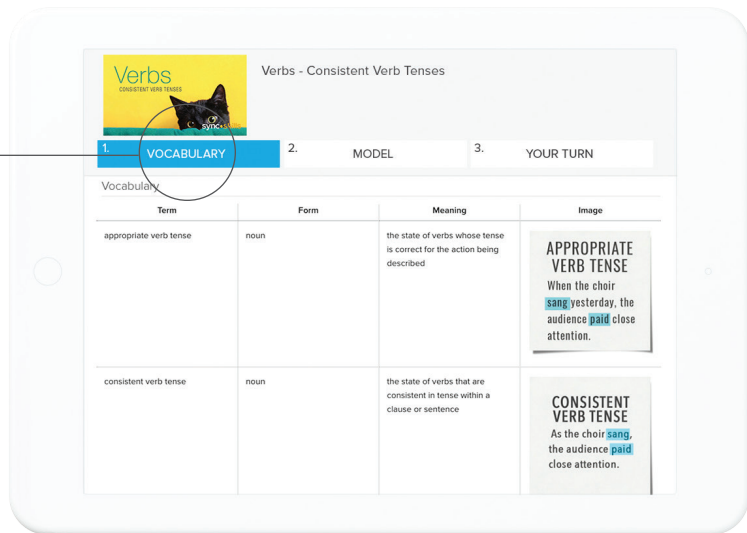 Verbs
CONSISTENT VERB TENSES
Verbs - Consistent Verb Tenses
1. VOCABULARY
2. MODEL
3. YOUR TURN
Vocabulary
Term Form Meaning Image
appropriate verb tense
noun
the state of verbs whose tense
is correct for the action being
described
APPROPRIATE
VERB TENSE
When the choir
sang yesterday, the
audience paid close
attention.
consistent verb tense
noun
the state of verbs that are
consistent in tense within a
clause or sentence
CONSISTENT
VERB TENSE
As the choir sang,
the audience paid
close attention.